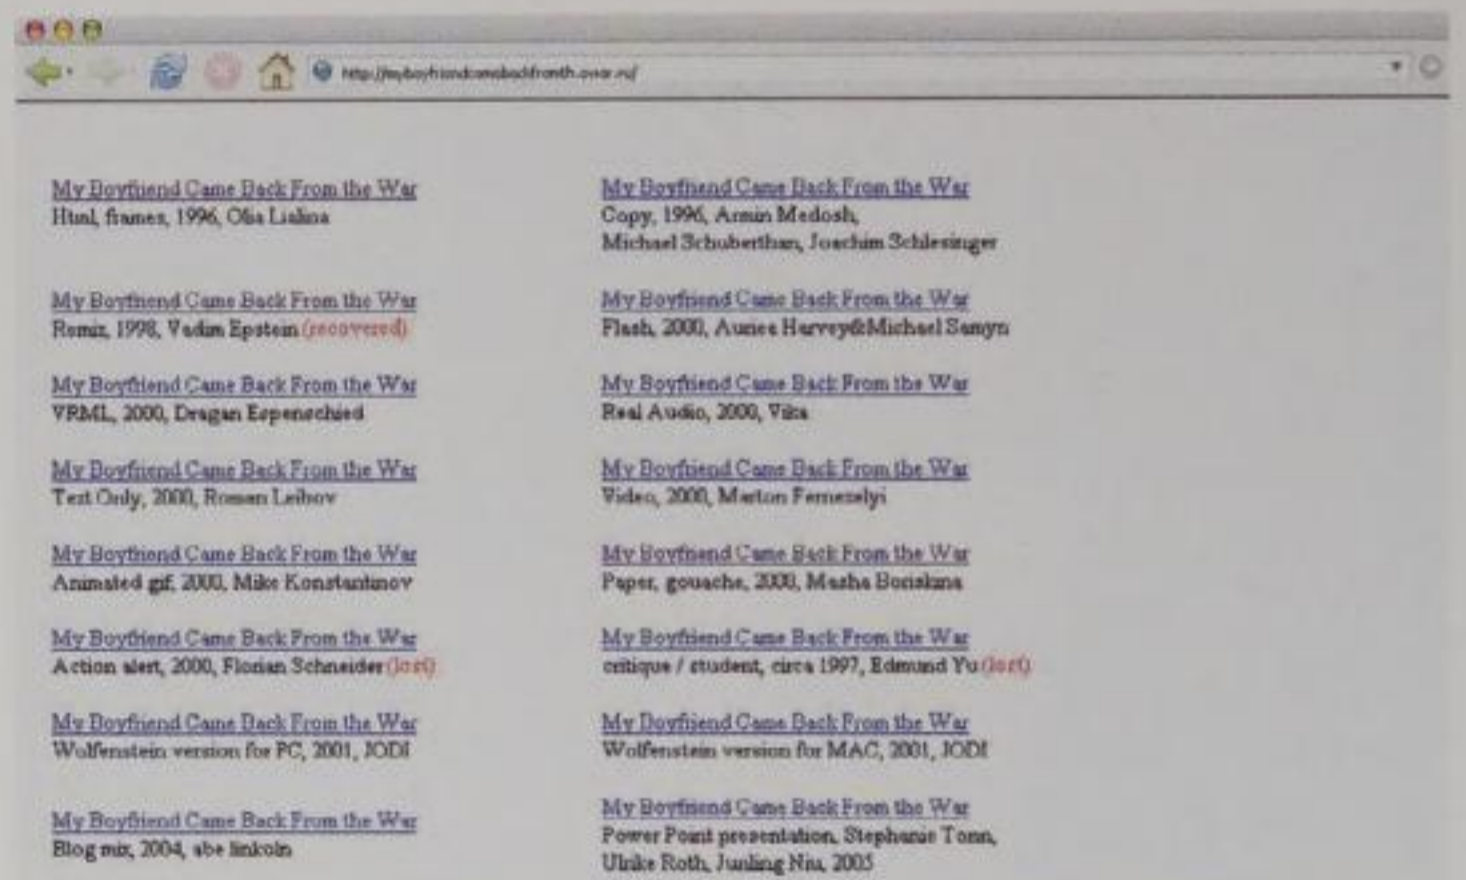 http://myboyfriendcamebackfromth.ewar.ru/
My Boyfriend Came Back From the War
Html, frames, 1996, Olia Lialina
My Boyfriend Came Back From the War
Copy, 1996, Armin Medosh,
Michael Schuberthan, Joachim Schlesinger
My Boyfriend Came Back From the War
Remix, 1998, Vadim Epstein (recovered)
My Boyfriend Came Back From the War
Flash, 2000, Auriea Harvey&Michael Samyn
My Boyfriend Came Back From the War
VRML, 2000, Dragan Espenschied
My Boyfriend Came Back From the War
Real Audio, 2000, Vika
My Boyfriend Came Back From the War
Text Only, 2000, Roman Leibov
My Boyfriend Came Back From the War
Video, 2000, Marton Fernezelyi
My Boyfriend Came Back From the War
Animated gif, 2000, Mike Konstantinov
My Boyfriend Came Back From the War
Paper, gouache, 2000, Masha Boriskina
My Boyfriend Came Back From the War
Action alert, 2000, Florian Schneider (lost)
My Boyfriend Came Back From the War
critique / student, circa 1997, Edmund Yu (lost)
My Boyfriend Came Back From the War
Wolfenstein version for PC, 2001, JODI
My Boyfriend Came Back From the War
Wolfenstein version for MAC, 2001, JODI
My Boyfriend Came Back From the War
Blog mix, 2004, abe linkoln
My Boyfriend Came Back From the War
Power Point presentation, Stephanie Tonn,
Ulrike Roth, Junling Niu, 2005